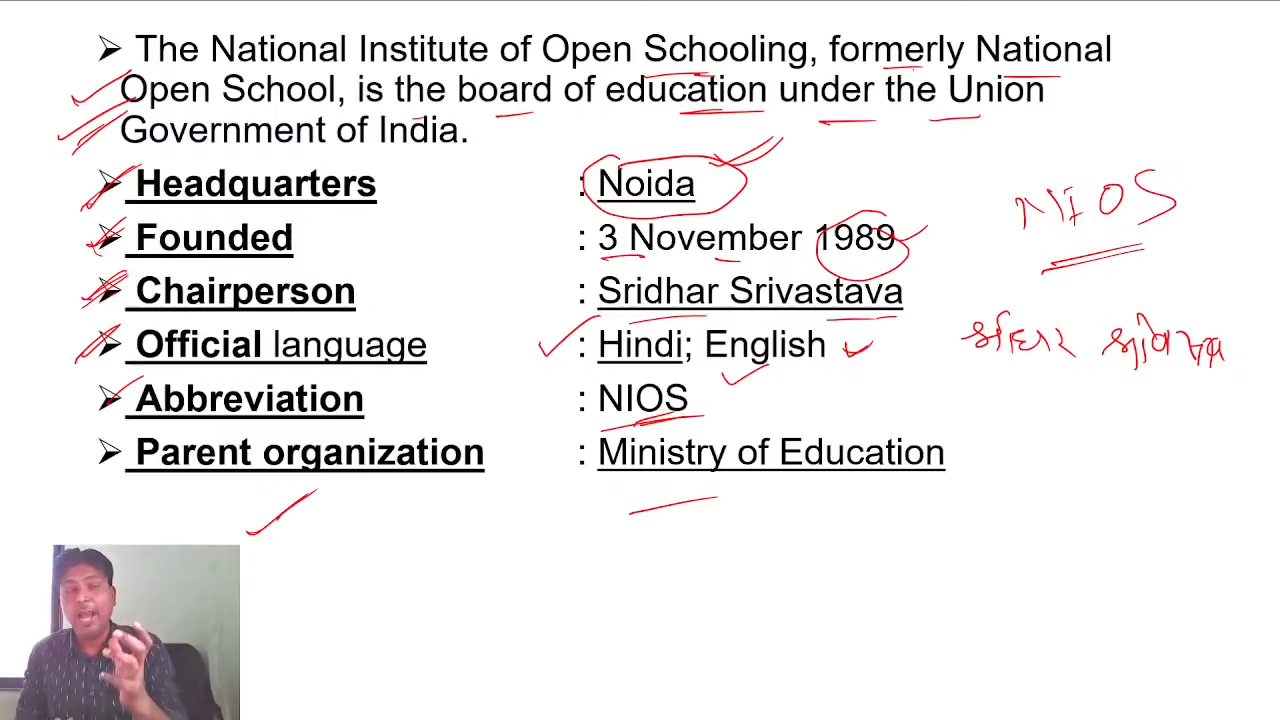 ➢ The National Institute of Open Schooling, formerly National
Open School, is the board of education under the Union
Government of India.
➢ Headquarters : Noida
➢ Founded : 3 November 1989
➢ Chairperson : Sridhar Srivastava
➢ Official language : Hindi; English
➢ Abbreviation : NIOS
➢ Parent organization : Ministry of Education
NIOS